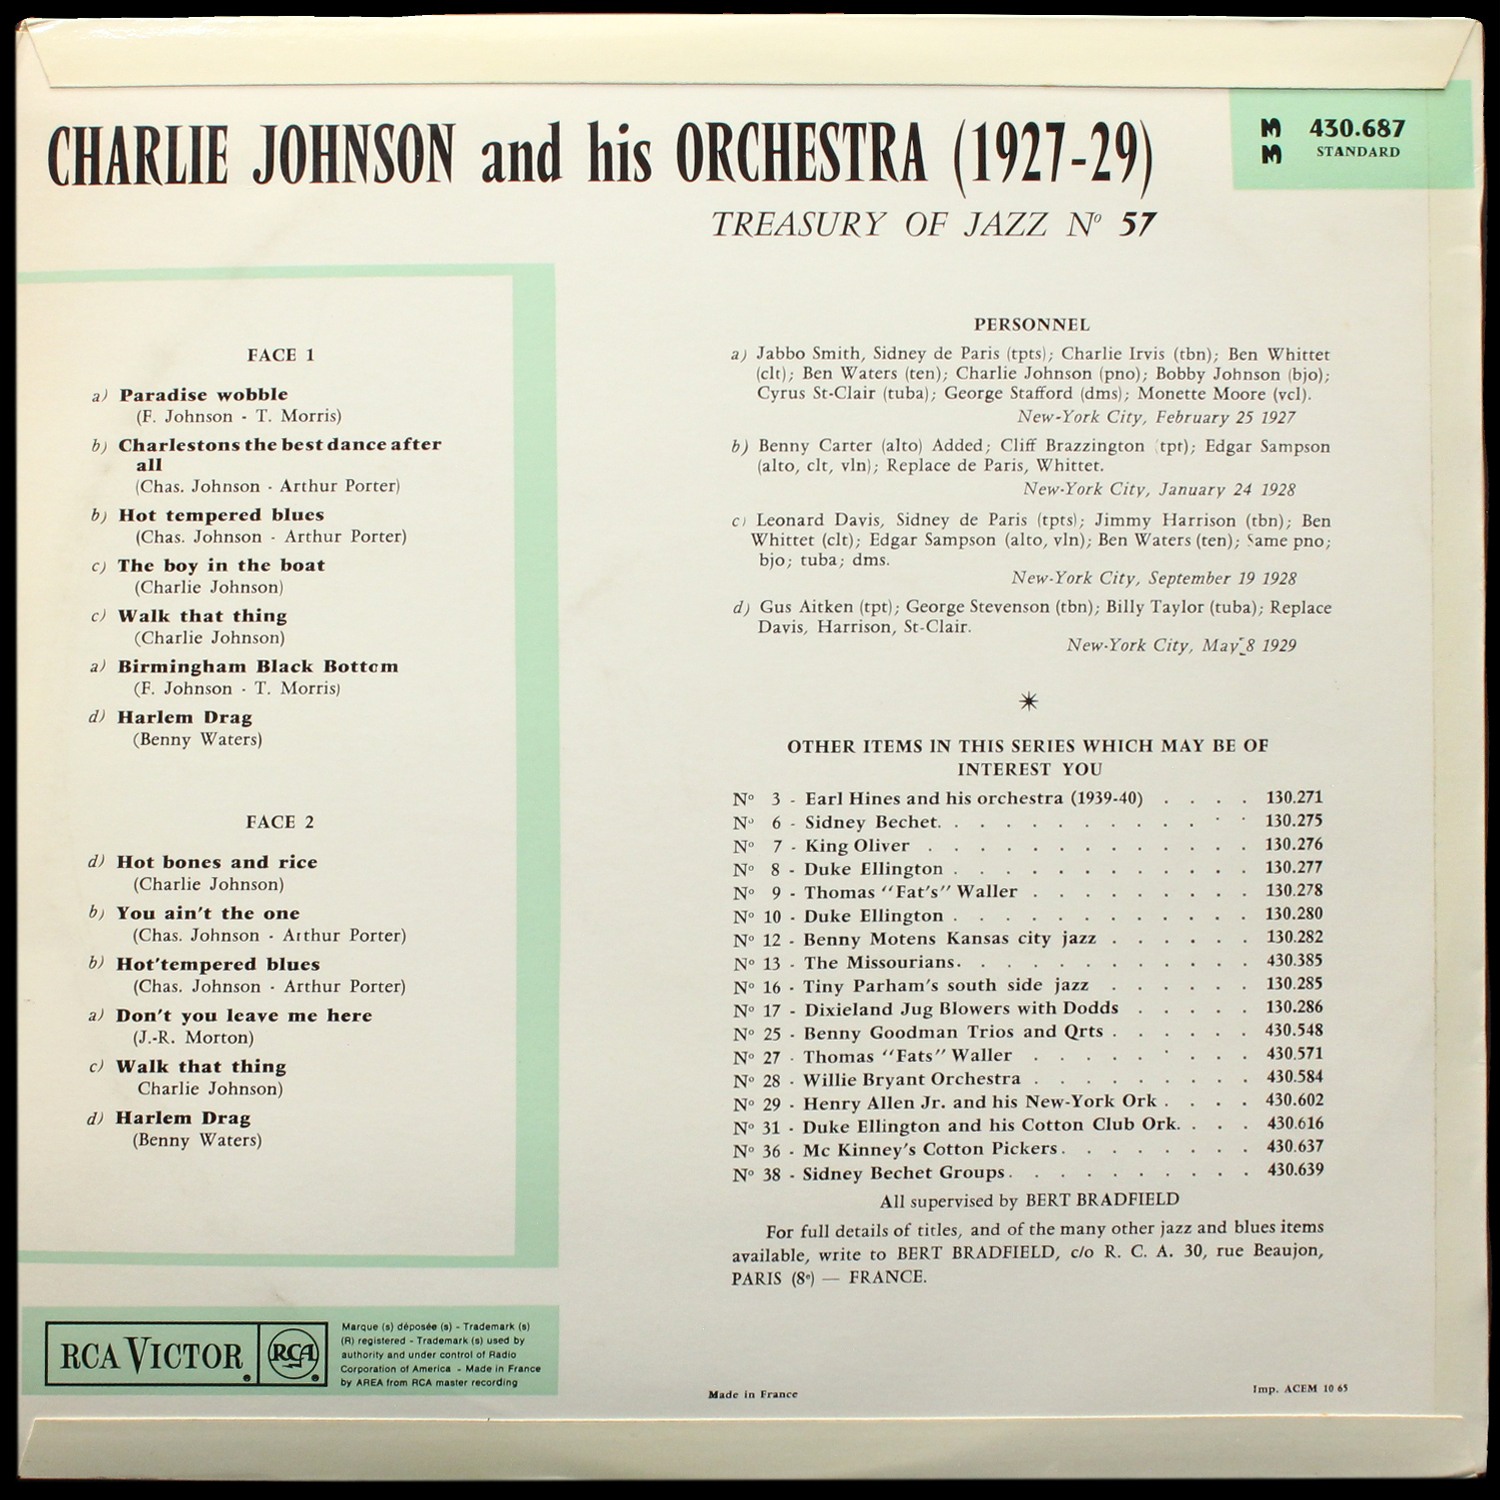 CHARLIE JOHNSON and his ORCHESTRA (1927-29)
M 430.687
M STANDARD
TREASURY OF JAZZ Nº 57
FACE 1
a) Paradise wobble
(F. Johnson - T. Morris)
b) Charlestons the best dance after
all
(Chas. Johnson - Arthur Porter)
b) Hot tempered blues
(Chas. Johnson - Arthur Porter)
c) The boy in the boat
(Charlie Johnson)
c) Walk that thing
(Charlie Johnson)
a) Birmingham Black Bottom
(F. Johnson - T. Morris)
d) Harlem Drag
(Benny Waters)
FACE 2
d) Hot bones and rice
(Charlie Johnson)
b) You ain't the one
(Chas. Johnson - Arthur Porter)
b) Hot'tempered blues
(Chas. Johnson - Arthur Porter)
a) Don't you leave me here
(J.-R. Morton)
c) Walk that thing
Charlie Johnson)
d) Harlem Drag
(Benny Waters)
PERSONNEL
a) Jabbo Smith, Sidney de Paris (tpts); Charlie Irvis (tbn); Ben Whittet
(clt); Ben Waters (ten); Charlie Johnson (pno); Bobby Johnson (bjo);
Cyrus St-Clair (tuba); George Stafford (dms); Monette Moore (vcl).
New-York City, February 25 1927
b) Benny Carter (alto) Added; Cliff Brazzington (tpt); Edgar Sampson
(alto, clt, vln); Replace de Paris, Whittet.
New-York City, January 24 1928
c) Leonard Davis, Sidney de Paris (tpts); Jimmy Harrison (tbn); Ben
Whittet (clt); Edgar Sampson (alto, vln); Ben Waters (ten); Same pno;
bjo; tuba; dms.
New-York City, September 19 1928
d) Gus Aitken (tpt); George Stevenson (tbn); Billy Taylor (tuba); Replace
Davis, Harrison, St-Clair.
New-York City, May 8 1929
OTHER ITEMS IN THIS SERIES WHICH MAY BE OF
INTEREST YOU
Nº 3 - Earl Hines and his orchestra (1939-40) . . . . 130.271
Nº 6 - Sidney Bechet. . . . . . . . . . . . . 130.275
Nº 7 - King Oliver . . . . . . . . . . . . . 130.276
Nº 8 - Duke Ellington . . . . . . . . . . . . 130.277
Nº 9 - Thomas "Fat's" Waller . . . . . . . . . 130.278
Nº 10 - Duke Ellington . . . . . . . . . . . . 130.280
Nº 12 - Benny Motens Kansas city jazz . . . . . . 130.282
Nº 13 - The Missourians. . . . . . . . . . . . 430.385
Nº 16 - Tiny Parham's south side jazz . . . . . . 130.285
Nº 17 - Dixieland Jug Blowers with Dodds . . . . . 130.286
Nº 25 - Benny Goodman Trios and Qrts . . . . . . 430.548
Nº 27 - Thomas "Fats" Waller . . . . . . . . . 430.571
Nº 28 - Willie Bryant Orchestra . . . . . . . . . 430.584
Nº 29 - Henry Allen Jr. and his New-York Ork . . . . 430.602
Nº 31 - Duke Ellington and his Cotton Club Ork. . . . 430.616
Nº 36 - Mc Kinney's Cotton Pickers . . . . . . . . 430.637
Nº 38 - Sidney Bechet Groups . . . . . . . . . . 430.639
All supervised by BERT BRADFIELD
For full details of titles, and of the many other jazz and blues items
available, write to BERT BRADFIELD, c/o R. C. A. 30, rue Beaujon,
PARIS (8e) — FRANCE.
RCA VICTOR RCA
Marque (s) déposée (s) - Trademark (s)
(R) registered - Trademark (s) used by
authority and under control of Radio
Corporation of America - Made in France
by AREA from RCA master recording
Made in France
Imp. ACEM 10 65